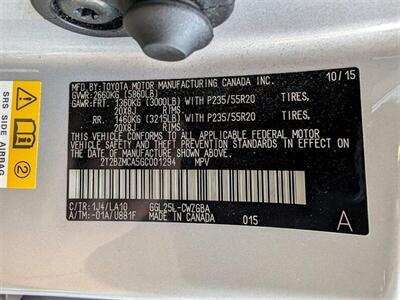 MFD. BY: TOYOTA MOTOR MANUFACTURING CANADA INC. 10/15
GVWR: 2660KG (5860LB)
GAWR: FRT. 1360KG (3000LB) WITH P235/55R20 TIRES,
20X8J RIMS
RR. 1460KG (3215LB) WITH P235/55R20 TIRES,
20X8J RIMS
THIS VEHICLE CONFORMS TO ALL APPLICABLE FEDERAL MOTOR
VEHICLE SAFETY, BUMPER, AND THEFT PREVENTION STANDARDS
IN EFFECT ON THE DATE OF MANUFACTURE SHOWN ABOVE.
2T2BZMCA5GC001294 MPV
C/TR: 1J4/LA10 GGL25L-CWZGBA
A/TM: -01A/U881F MADE IN CANADA 015 A
SRS SIDE AIRBAG
2